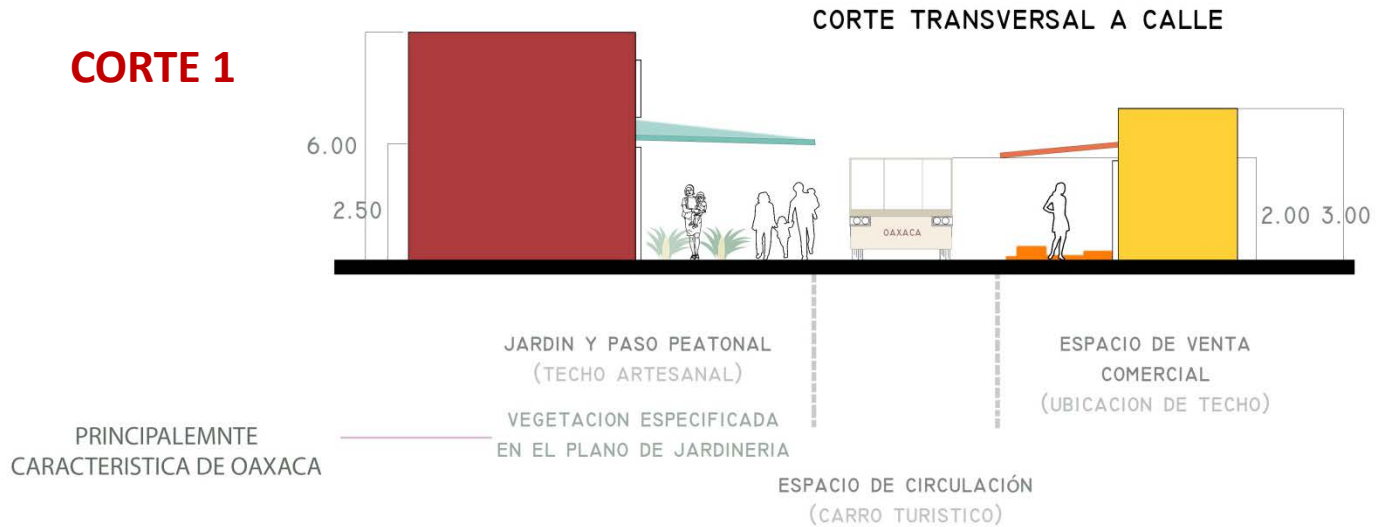 CORTE TRANSVERSAL A CALLE
CORTE 1
6.00
2.50
OAXACA
2.00 3.00
JARDIN Y PASO PEATONAL
(TECHO ARTESANAL)
VEGETACION ESPECIFICADA
EN EL PLANO DE JARDINERIA
PRINCIPALEMNTE
CARACTERISTICA DE OAXACA
ESPACIO DE CIRCULACIÓN
(CARRO TURISTICO)
ESPACIO DE VENTA
COMERCIAL
(UBICACION DE TECHO)